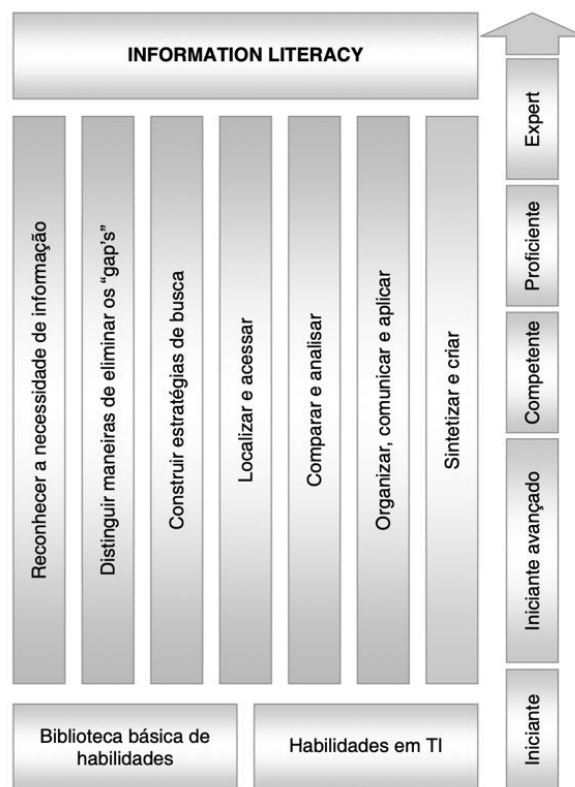 INFORMATION LITERACY
Reconhecer a necessidade de informação
Distinguir maneiras de eliminar os “gap’s”
Construir estratégias de busca
Localizar e acessar
Comparar e analisar
Organizar, comunicar e aplicar
Sintetizar e criar
Biblioteca básica de
habilidades
Habilidades em TI
Expert
Proficiente
Competente
Iniciante avançado
Iniciante